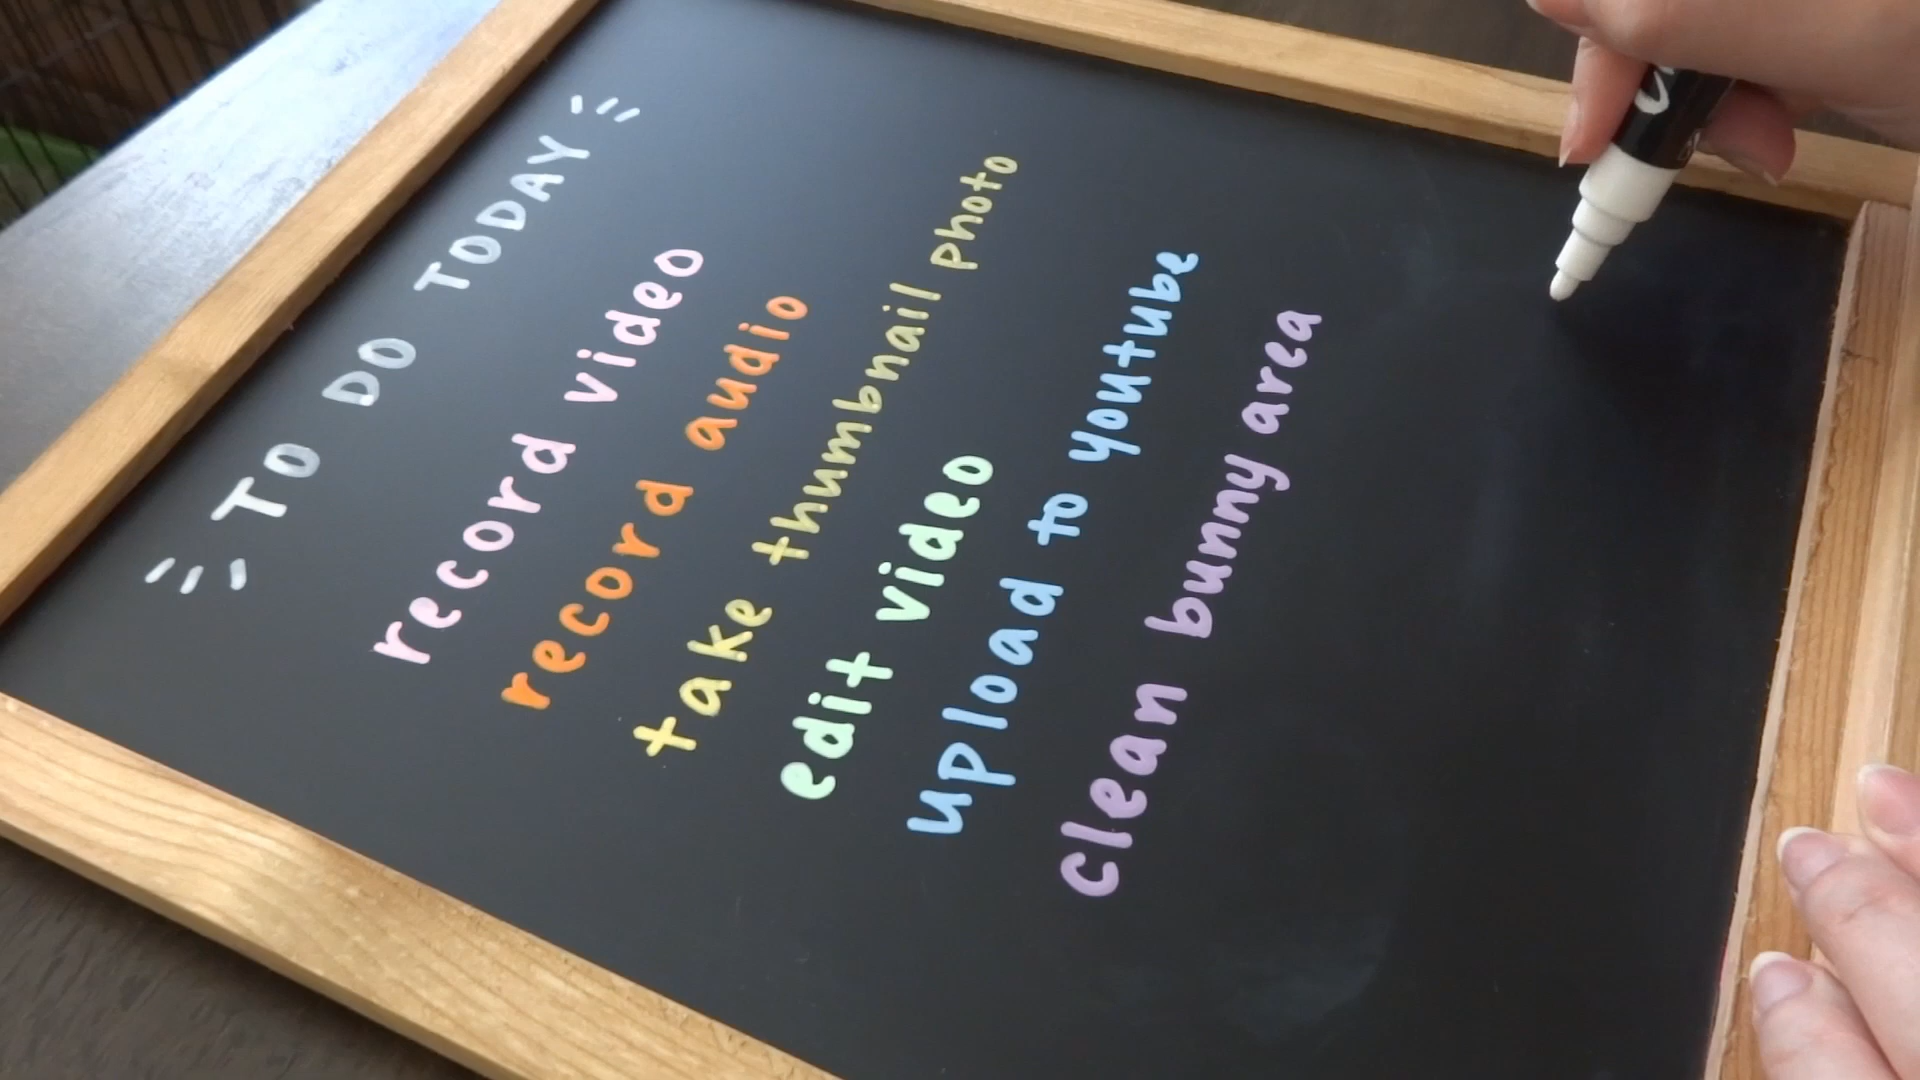 TO DO TODAY
record video
record audio
take thumbnail photo
edit video
upload to youtube
clean bunny area